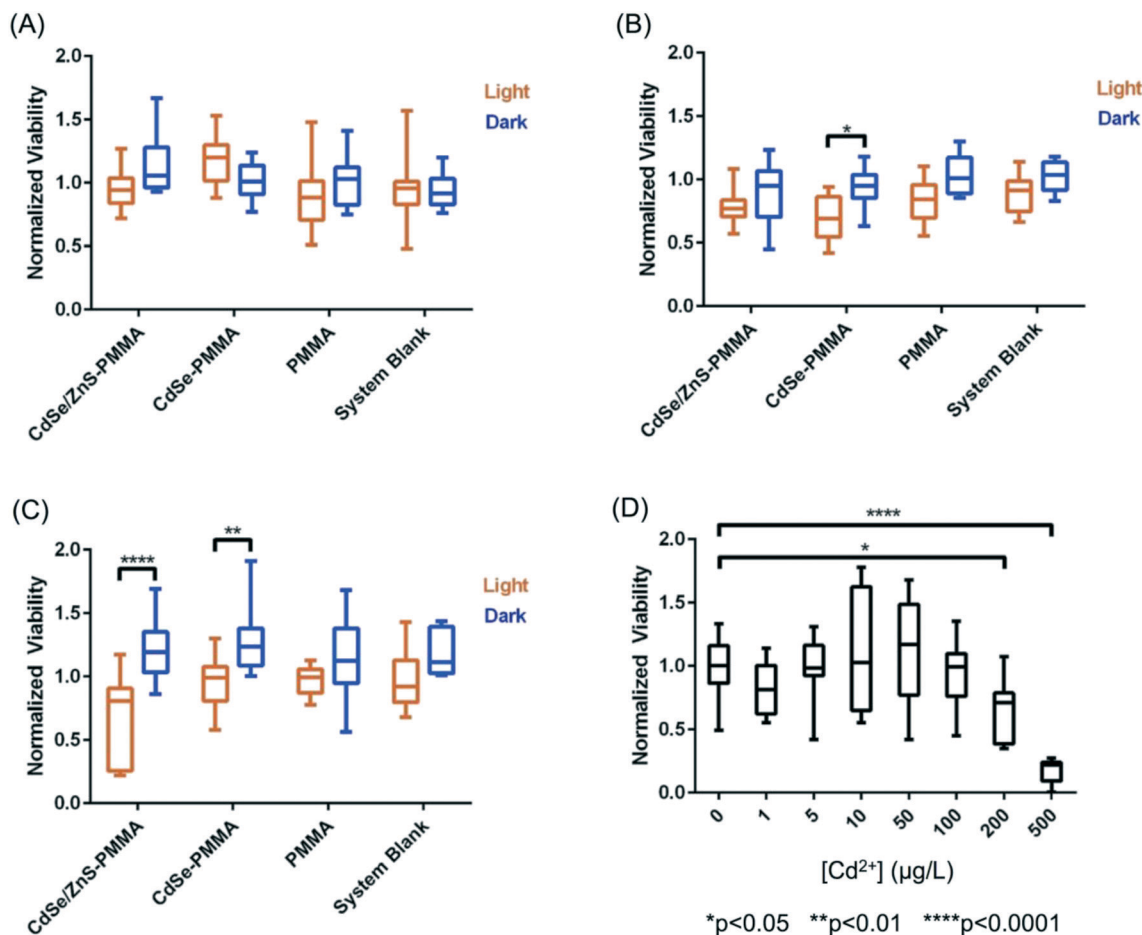 (A)
2.0
1.5
1.0
0.5
0.0
Normalized Viability
Light
Dark
CdSe/ZnS-PMMA
CdSe-PMMA
PMMA
System Blank
(B)
2.0
1.5
1.0
0.5
0.0
Normalized Viability
*
Light
Dark
CdSe/ZnS-PMMA
CdSe-PMMA
PMMA
System Blank
(C)
2.0
1.5
1.0
0.5
0.0
Normalized Viability
****
**
Light
Dark
CdSe/ZnS-PMMA
CdSe-PMMA
PMMA
System Blank
(D)
****
*
2.0
1.5
1.0
0.5
0.0
Normalized Viability
0 1 5 10 50 100 200 500
[Cd²⁺] (µg/L)
*p<0.05 **p<0.01 ****p<0.0001